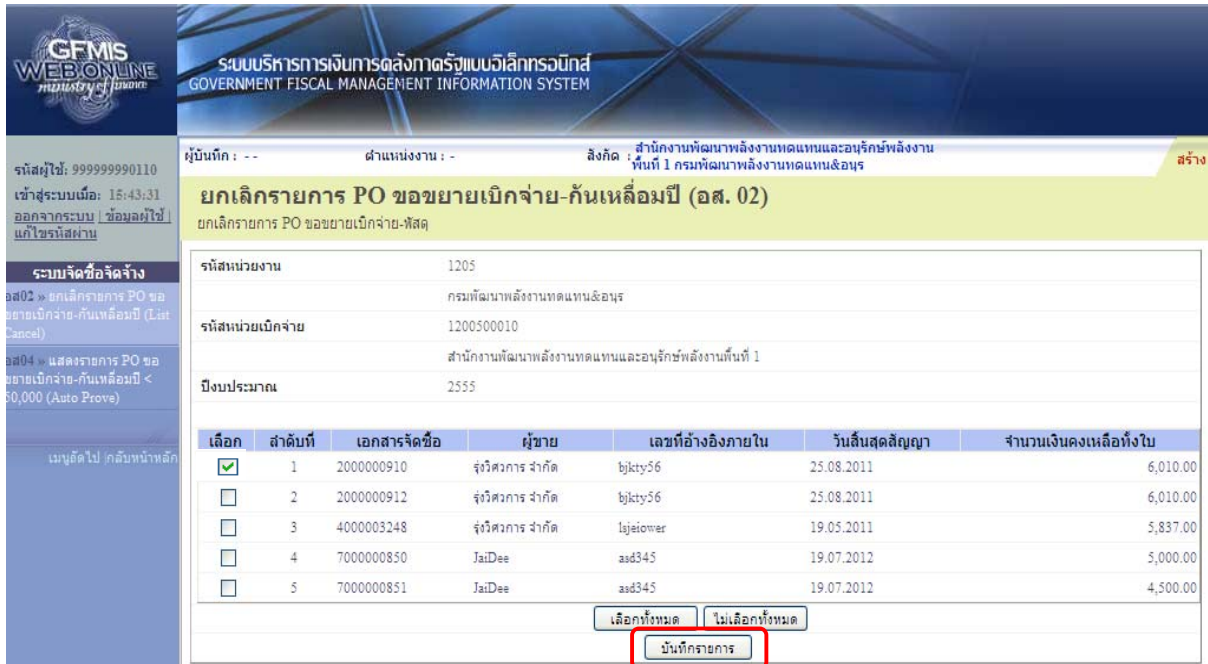 GFMIS
WEB ONLINE
ministry of finance
ระบบบริหารการเงินการคลังภาครัฐแบบอิเล็กทรอนิกส์
GOVERNMENT FISCAL MANAGEMENT INFORMATION SYSTEM
รหัสผู้ใช้: 999999990110
เข้าสู่ระบบเมื่อ: 15:43:31
ออกจากระบบ | ข้อมูลผู้ใช้ |
แก้ไขรหัสผ่าน
ระบบจัดซื้อจัดจ้าง
อส02 » ยกเลิกรายการ PO ขอ
ขยายเบิกจ่าย-กันเหลื่อมปี (List
Cancel)
อส04 » แสดงรายการ PO ขอ
ขยายเบิกจ่าย-กันเหลื่อมปี <
50,000 (Auto Prove)
เมนูถัดไป |กลับหน้าหลัก
ผู้บันทึก : - - ตำแหน่งงาน : - สังกัด : สำนักงานพัฒนาพลังงานทดแทนและอนุรักษ์พลังงาน
พื้นที่ 1 กรมพัฒนาพลังงานทดแทน&อนุร
สร้าง
ยกเลิกรายการ PO ขอขยายเบิกจ่าย-กันเหลื่อมปี (อส. 02)
ยกเลิกรายการ PO ขอขยายเบิกจ่าย-พัสดุ
รหัสหน่วยงาน 1205
กรมพัฒนาพลังงานทดแทน&อนุร
รหัสหน่วยเบิกจ่าย 1200500010
สำนักงานพัฒนาพลังงานทดแทนและอนุรักษ์พลังงานพื้นที่ 1
ปีงบประมาณ 2555
เลือก ลำดับที่ เอกสารจัดซื้อ ผู้ขาย เลขที่อ้างอิงภายใน วันสิ้นสุดสัญญา จำนวนเงินคงเหลือทั้งใบ
1 2000000910 รุ่งวิศวการ จำกัด bjkty56 25.08.2011 6,010.00
2 2000000912 รุ่งวิศวการ จำกัด bjkty56 25.08.2011 6,010.00
3 4000003248 รุ่งวิศวการ จำกัด lsjeiower 19.05.2011 5,837.00
4 7000000850 JaiDee asd345 19.07.2012 5,000.00
5 7000000851 JaiDee asd345 19.07.2012 4,500.00
เลือกทั้งหมด ไม่เลือกทั้งหมด
บันทึกรายการ